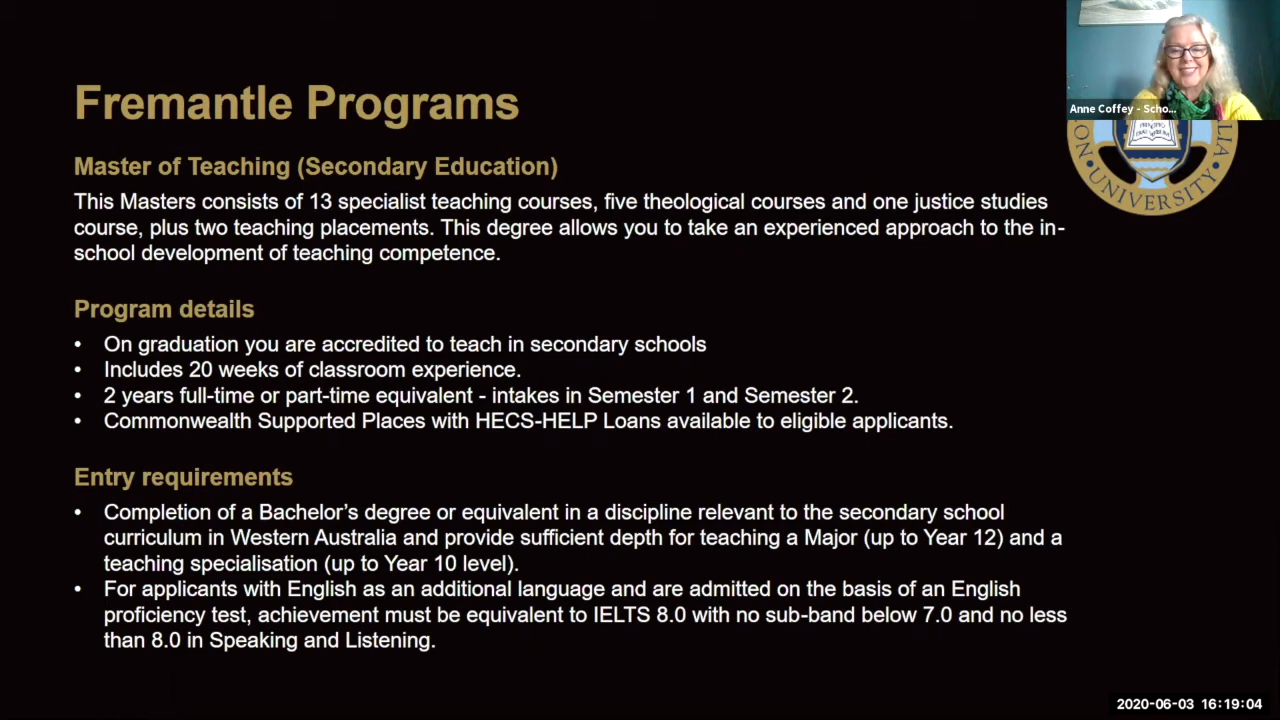 Fremantle Programs
Anne Coffey - Scho...
Master of Teaching (Secondary Education)
This Masters consists of 13 specialist teaching courses, five theological courses and one justice studies
course, plus two teaching placements. This degree allows you to take an experienced approach to the in-
school development of teaching competence.
UNIVERSITY
Program details
• On graduation you are accredited to teach in secondary schools
• Includes 20 weeks of classroom experience.
• 2 years full-time or part-time equivalent - intakes in Semester 1 and Semester 2.
• Commonwealth Supported Places with HECS-HELP Loans available to eligible applicants.
Entry requirements
• Completion of a Bachelor’s degree or equivalent in a discipline relevant to the secondary school
curriculum in Western Australia and provide sufficient depth for teaching a Major (up to Year 12) and a
teaching specialisation (up to Year 10 level).
• For applicants with English as an additional language and are admitted on the basis of an English
proficiency test, achievement must be equivalent to IELTS 8.0 with no sub-band below 7.0 and no less
than 8.0 in Speaking and Listening.
2020-06-03 16:19:04